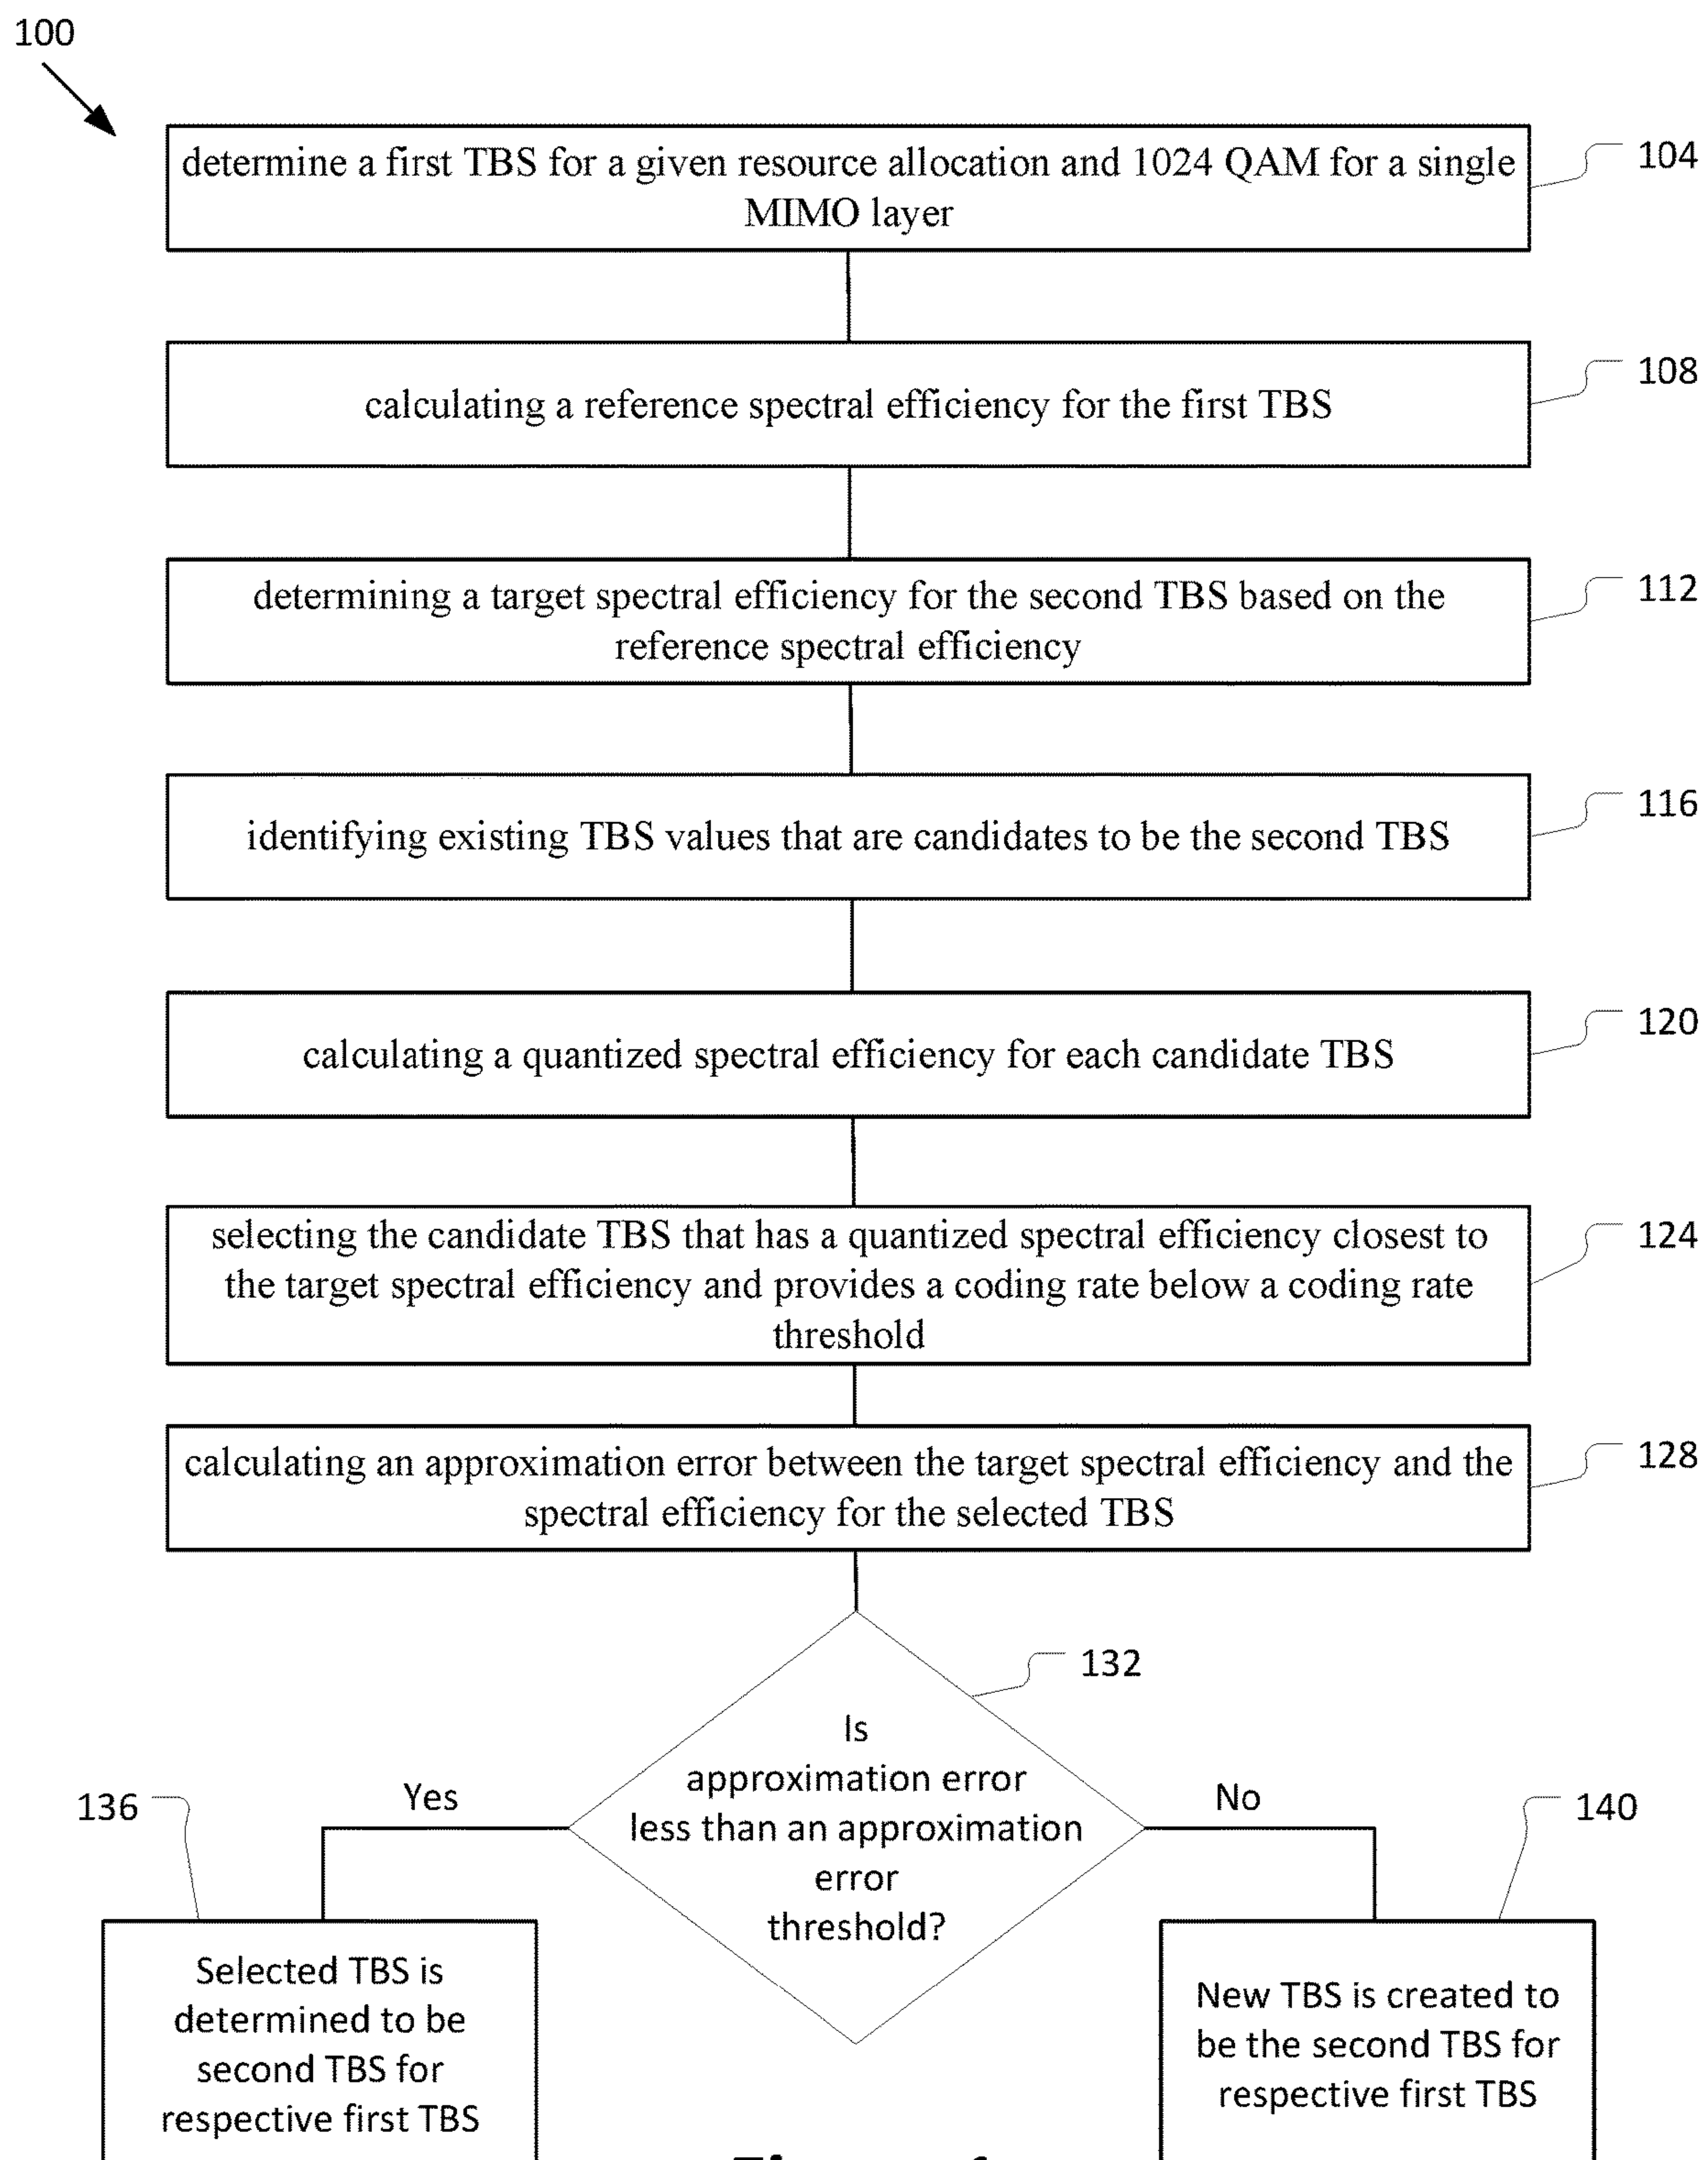 100
determine a first TBS for a given resource allocation and 1024 QAM for a single
MIMO layer
104
calculating a reference spectral efficiency for the first TBS
108
determining a target spectral efficiency for the second TBS based on the
reference spectral efficiency
112
identifying existing TBS values that are candidates to be the second TBS
116
calculating a quantized spectral efficiency for each candidate TBS
120
selecting the candidate TBS that has a quantized spectral efficiency closest to
the target spectral efficiency and provides a coding rate below a coding rate
threshold
124
calculating an approximation error between the target spectral efficiency and the
spectral efficiency for the selected TBS
128
132
Is
approximation error
less than an approximation
error
threshold?
Yes
No
136
Selected TBS is
determined to be
second TBS for
respective first TBS
140
New TBS is created to
be the second TBS for
respective first TBS